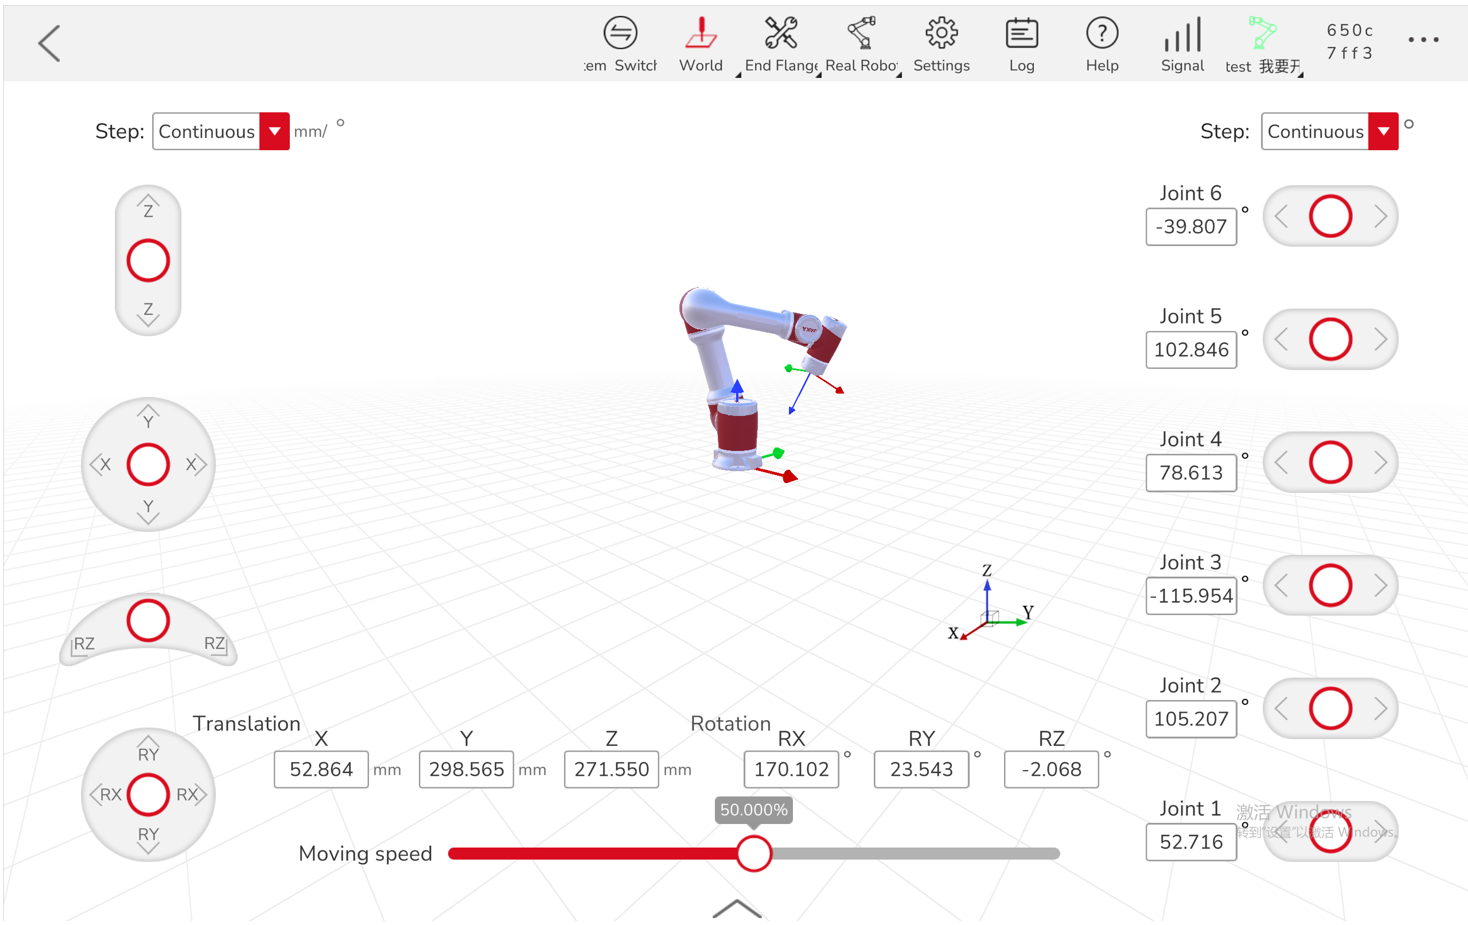 :em Switch
World
End Flange
Real Robot
Settings
Log
Help
Signal
test 我要开
650c
7ff3
Step: Continuous mm/ °
Step: Continuous °
Z
Z
Y
X X
Y
RZ RZ
RY
RX RX
RY
Joint 6
-39.807 °
Joint 5
102.846 °
Joint 4
78.613 °
Joint 3
-115.954 °
Joint 2
105.207 °
Joint 1
52.716 °
YXIT
Z
Y
X
Translation
X Y Z
52.864 mm 298.565 mm 271.550 mm
Rotation
RX RY RZ
170.102 ° 23.543 ° -2.068 °
50.000%
Moving speed
激活 Windows
转到"设置"以激活 Windows。